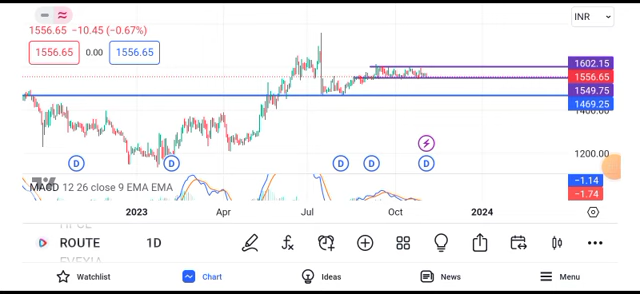 INR
1556.65 −10.45 (−0.67%)
1556.65 0.00 1556.65
1602.15
1556.65
1549.75
1469.25
1400.00
1200.00
D D D D D
MACD 12 26 close 9 EMA EMA
−1.14
−1.74
2023 Apr Jul Oct 2024
ROUTE 1D
Watchlist Chart Ideas News Menu